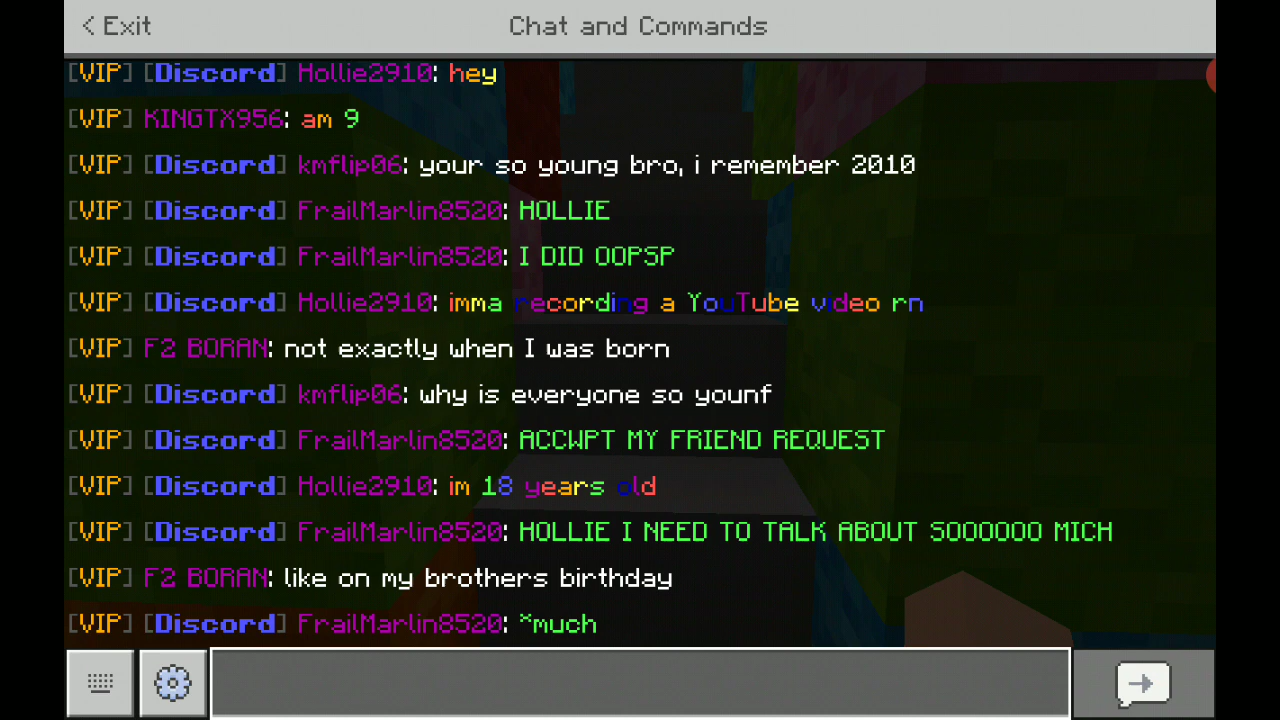 < Exit
Chat and Commands
[VIP] [Discord] Hollie2910: hey
[VIP] KINGTX956: am 9
[VIP] [Discord] kmflip06: your so young bro, i remember 2010
[VIP] [Discord] FrailMarlin8520: HOLLIE
[VIP] [Discord] FrailMarlin8520: I DID OOPSP
[VIP] [Discord] Hollie2910: imma recording a YouTube video rn
[VIP] F2 BORAN: not exactly when I was born
[VIP] [Discord] kmflip06: why is everyone so younf
[VIP] [Discord] FrailMarlin8520: ACCWPT MY FRIEND REQUEST
[VIP] [Discord] Hollie2910: im 18 years old
[VIP] [Discord] FrailMarlin8520: HOLLIE I NEED TO TALK ABOUT SOOOOOO MICH
[VIP] F2 BORAN: like on my brothers birthday
[VIP] [Discord] FrailMarlin8520: *much